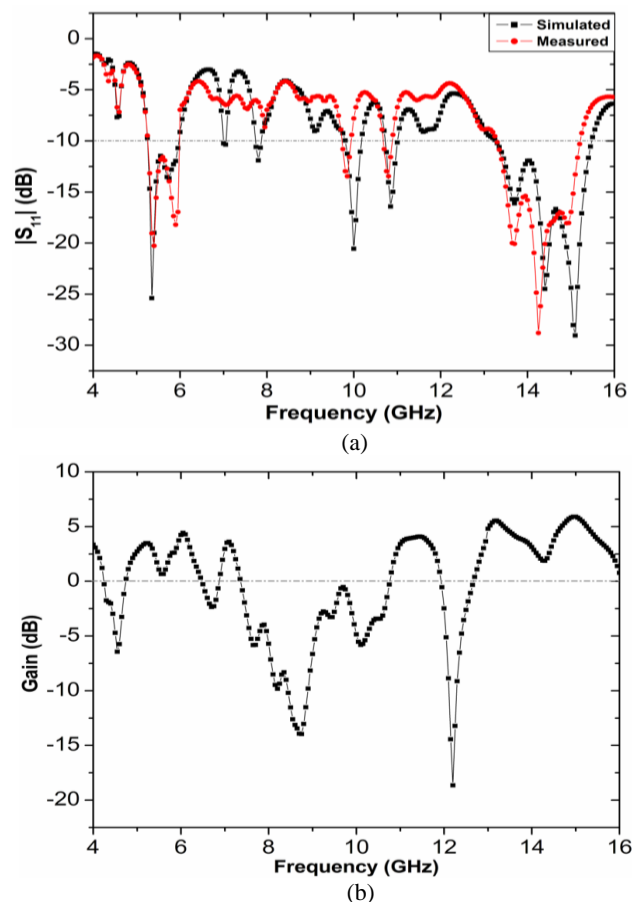 Simulated
Measured
|S11| (dB)
0
-5
-10
-15
-20
-25
-30
4 6 8 10 12 14 16
Frequency (GHz)
(a)
Gain (dB)
10
5
0
-5
-10
-15
-20
4 6 8 10 12 14 16
Frequency (GHz)
(b)